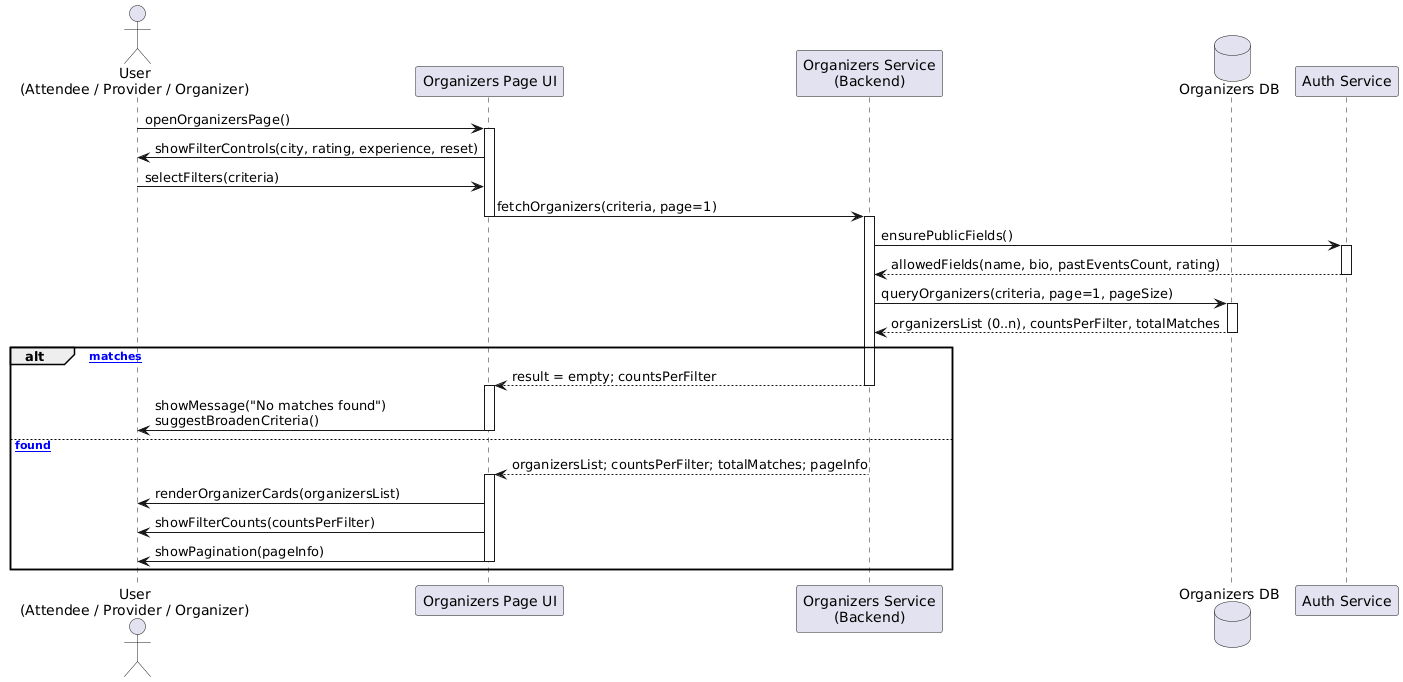 User
(Attendee / Provider / Organizer)
Organizers Page UI
Organizers Service
(Backend)
Organizers DB
Auth Service
openOrganizersPage()
showFilterControls(city, rating, experience, reset)
selectFilters(criteria)
fetchOrganizers(criteria, page=1)
ensurePublicFields()
allowedFields(name, bio, pastEventsCount, rating)
queryOrganizers(criteria, page=1, pageSize)
organizersList (0..n), countsPerFilter, totalMatches
alt
matches
result = empty; countsPerFilter
showMessage("No matches found")
suggestBroadenCriteria()
found
organizersList; countsPerFilter; totalMatches; pageInfo
renderOrganizerCards(organizersList)
showFilterCounts(countsPerFilter)
showPagination(pageInfo)
User
(Attendee / Provider / Organizer)
Organizers Page UI
Organizers Service
(Backend)
Organizers DB
Auth Service